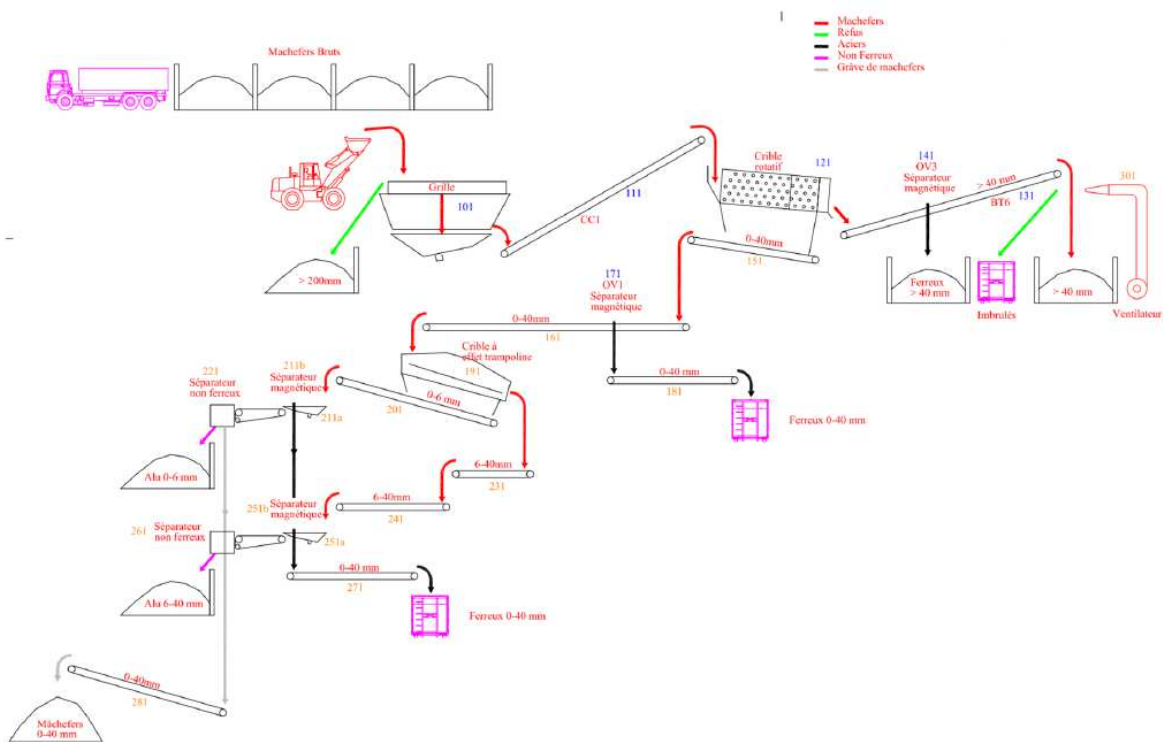 Machefers
Refus
Aciers
Non Ferreux
Grâve de machefers
Machefers Bruts
Grille
101
> 200mm
CC1
111
Crible
rotatif
121
0-40mm
151
141
OV3
Séparateur
magnétique
> 40 mm
BT6
131
301
Ferreux
> 40 mm
Imbrulés
> 40 mm
Ventilateur
171
OV1
Séparateur
magnétique
0-40mm
161
0-40 mm
181
Ferreux 0-40 mm
Crible à
effet trampoline
191
0-6 mm
201
211b
Séparateur
magnétique
211a
221
Séparateur
non ferreux
Alu 0-6 mm
6-40mm
231
6-40mm
241
251b
Séparateur
magnétique
251a
261
Séparateur
non ferreux
Alu 6-40 mm
0-40 mm
271
Ferreux 0-40 mm
0-40mm
281
Mâchefers
0-40 mm